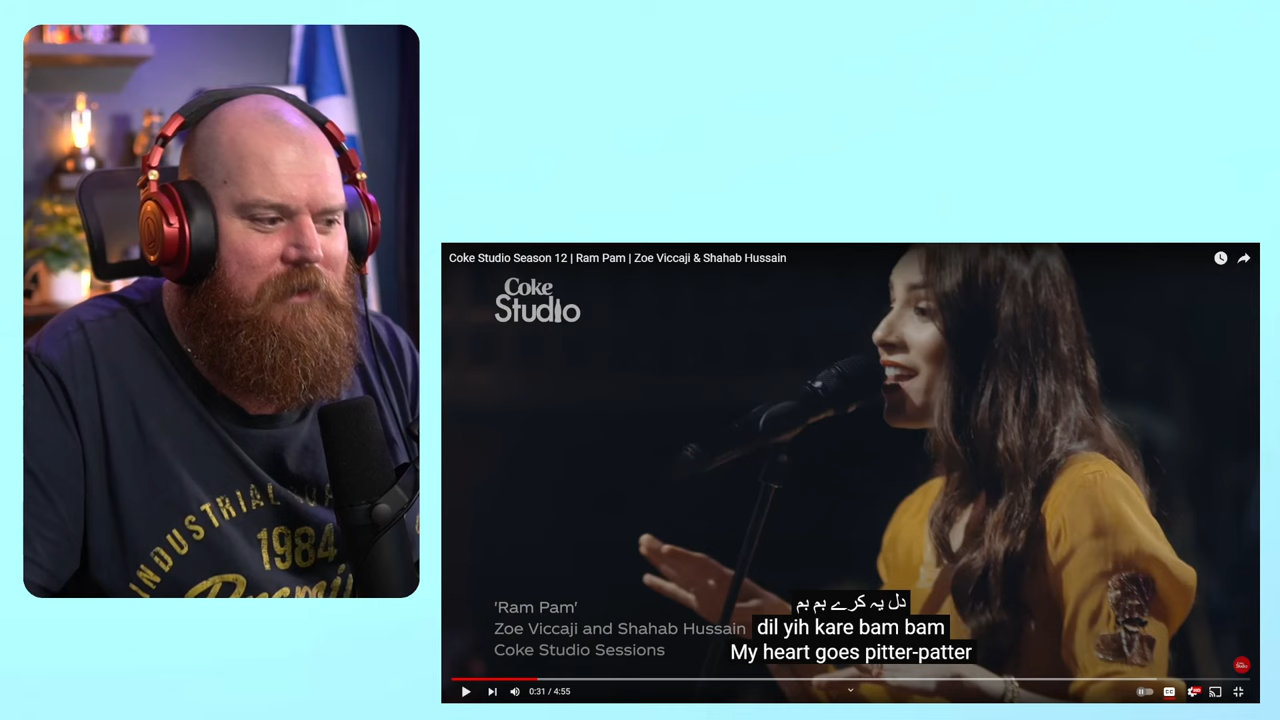 INDUSTRIAL
1984
Coke Studio Season 12 | Ram Pam | Zoe Viccaji & Shahab Hussain
Coke
Studio
'Ram Pam'
Zoe Viccaji and Shahab Hussain
Coke Studio Sessions
دل یہ کرے بم بم
dil yih kare bam bam
My heart goes pitter-patter
0:31 / 4:55
CC